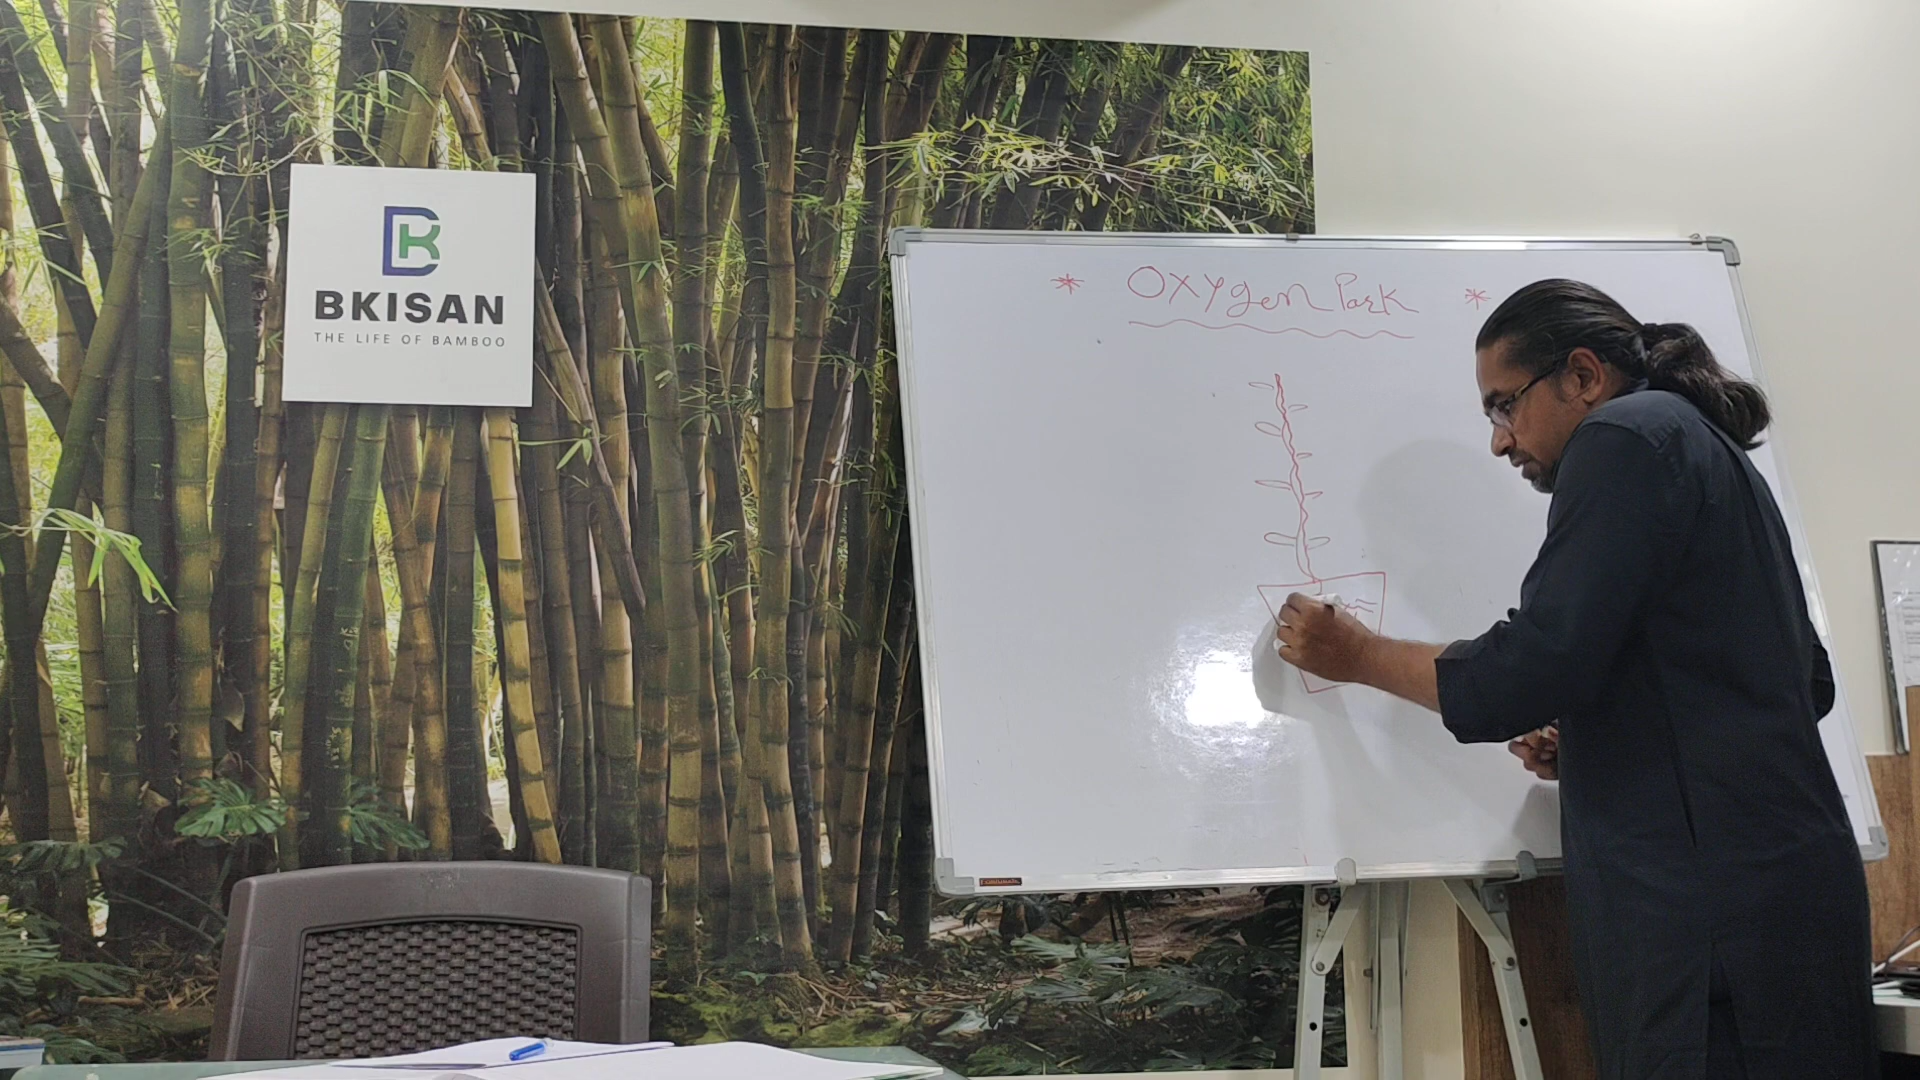 BKISAN
THE LIFE OF BAMBOO
* OXYgen Park *